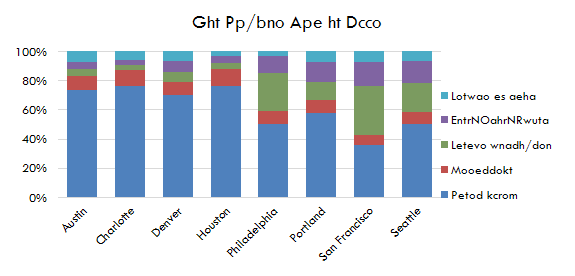 Ght Pp/bno Ape ht Dcco
100%
80%
60%
40%
20%
0%
Austin
Charlotte
Denver
Houston
Philadelphia
Portland
San Francisco
Seattle
Lotwao es aeha
EntrNOahrNRwuta
Letevo wnadh/don
Mooeddokt
Petod kcrom